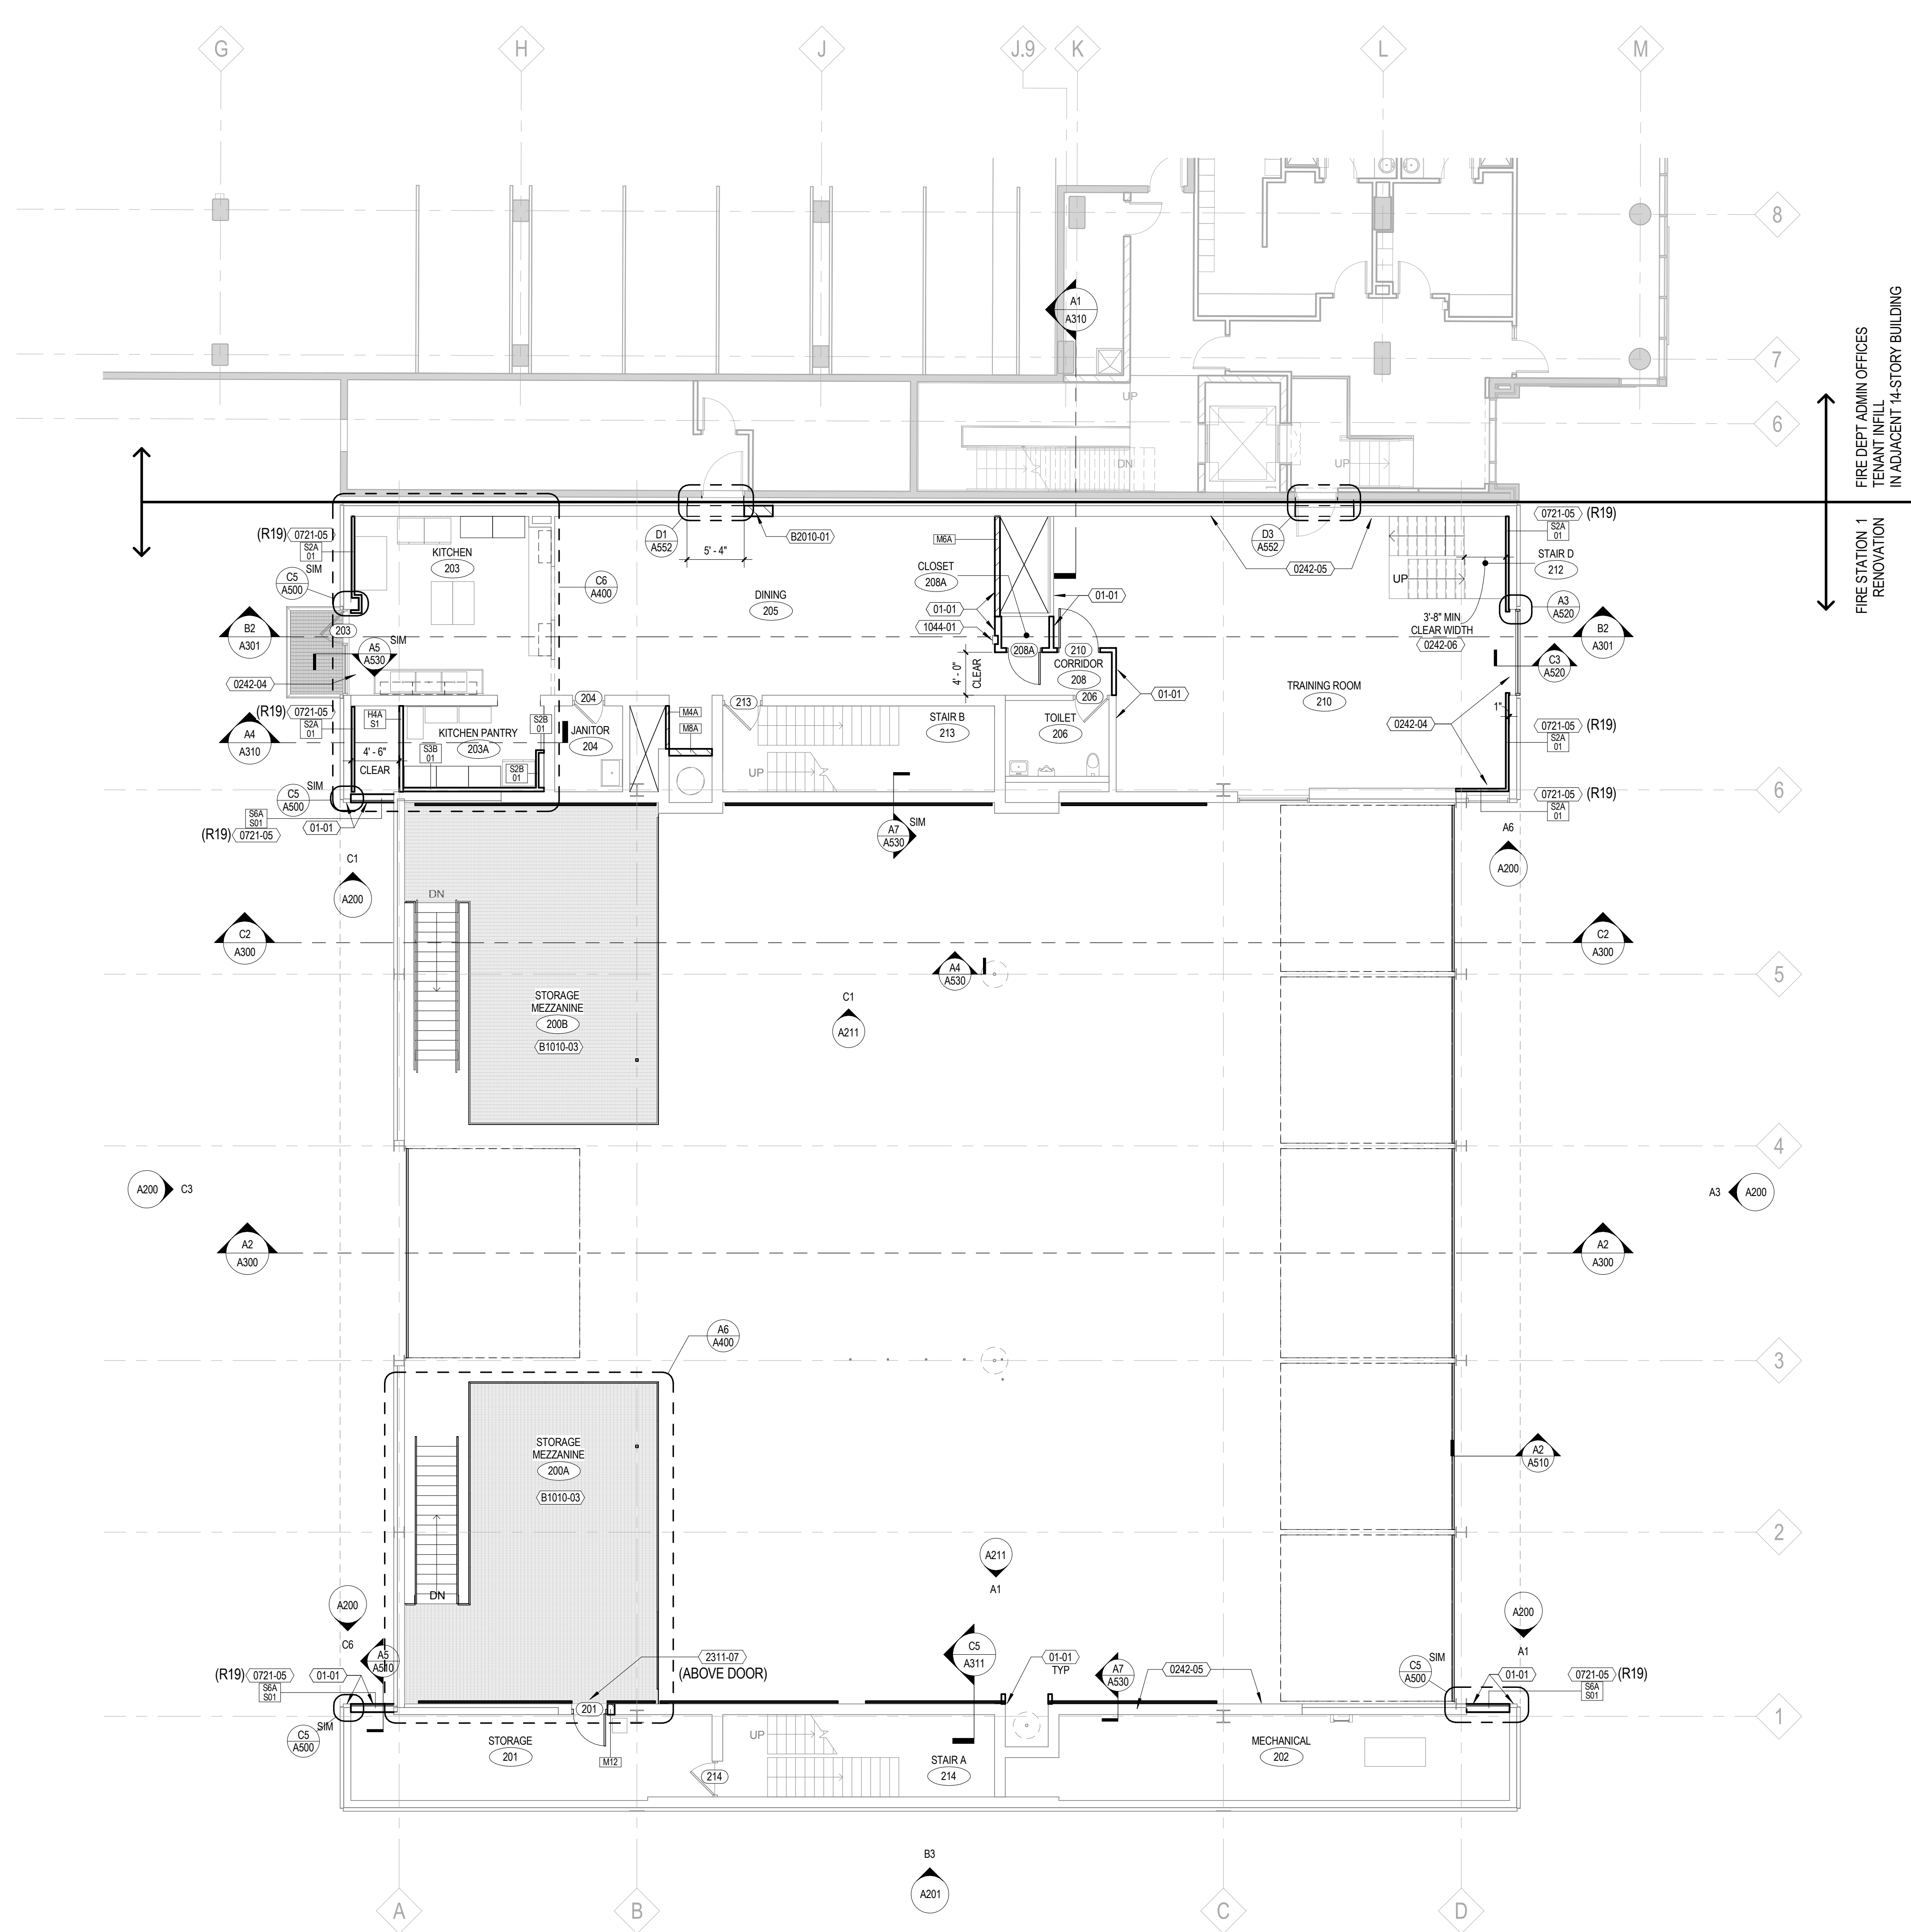 G
H
J
J.9
K
L
M
8
A1
A310
7
UP
6
DN
UP
FIRE DEPT ADMIN OFFICES
TENANT INFILL
IN ADJACENT 14-STORY BUILDING
FIRE STATION 1
RENOVATION
(R19) 0721-05
S2A
01
SIM
C5
A500
KITCHEN
203
C6
A400
D1
A552
5' - 4"
B2010-01
M6A
CLOSET
208A
DINING
205
01-01
01-01
1044-01
D3
A552
0242-05
UP
0721-05 (R19)
S2A
01
STAIR D
212
A3
A520
3'-8" MIN
CLEAR WIDTH
0242-06
B2
A301
203
SIM
A5
A530
0242-04
208A
210
CORRIDOR
208
4' - 0"
CLEAR
B2
A301
C3
A520
TRAINING ROOM
210
204
213
206
01-01
(R19) 0721-05
S2A
01
H4A
S1
S2B
01
M4A
M8A
JANITOR
204
STAIR B
213
TOILET
206
0242-04
1"
0721-05 (R19)
S2A
01
A4
A310
KITCHEN PANTRY
203A
4' - 6"
CLEAR
S3B
01
S2B
01
UP
SIM
C5
A500
6
S6A
S01
(R19) 0721-05
01-01
0721-05 (R19)
S2A
01
A7
A530
SIM
C1
A200
A6
A200
DN
C2
A300
C2
A300
A4
A530
5
STORAGE
MEZZANINE
200B
B1010-03
C1
A211
4
A200
C3
A3
A200
A2
A300
A2
A300
A6
A400
3
STORAGE
MEZZANINE
200A
B1010-03
A2
A510
2
A211
A1
DN
A200
C6
A5
A510
(R19) 0721-05
01-01
S6A
S01
SIM
C5
A500
2311-07
(ABOVE DOOR)
C5
A311
01-01
TYP
A7
A530
0242-05
A200
A1
SIM
C5
A500
01-01
0721-05 (R19)
S6A
S01
1
201
STORAGE
201
M12
UP
214
STAIR A
214
MECHANICAL
202
B3
A201
A
B
C
D